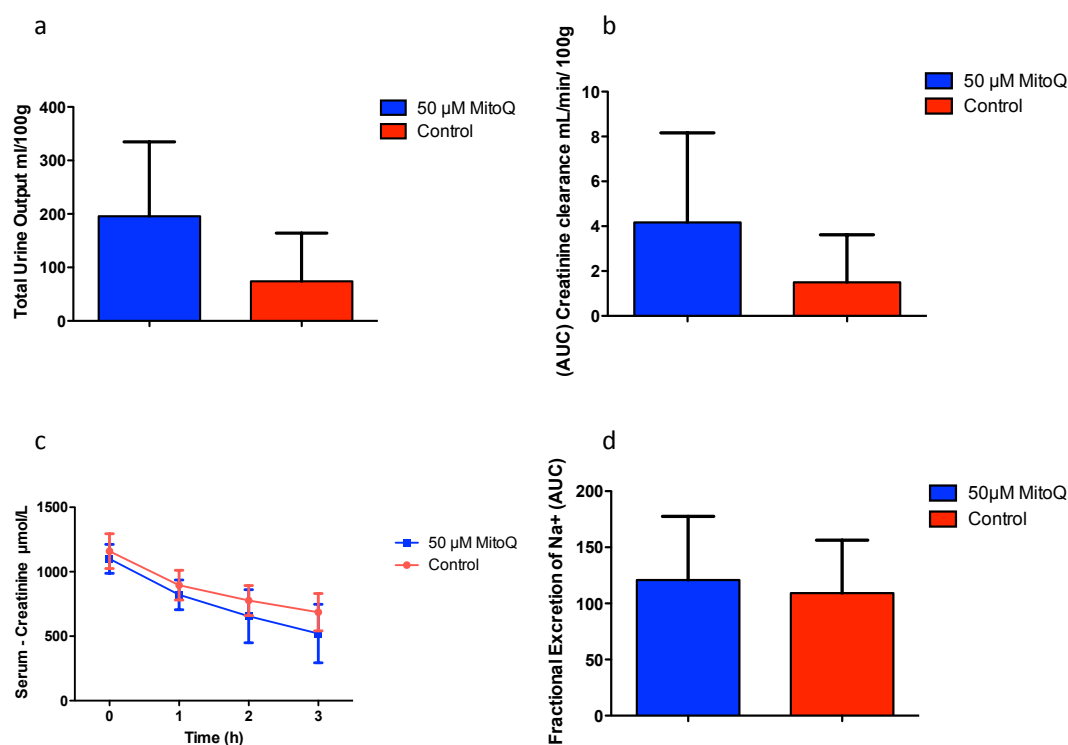 a
Total Urine Output ml/100g
400
300
200
100
0
50 µM MitoQ
Control
b
(AUC) Creatinine clearance mL/min/ 100g
10
8
6
4
2
0
50 µM MitoQ
Control
c
Serum - Creatinine µmol/L
1500
1000
500
0
0 1 2 3
Time (h)
50 µM MitoQ
Control
d
Fractional Excretion of Na+ (AUC)
200
150
100
50
0
50µM MitoQ
Control